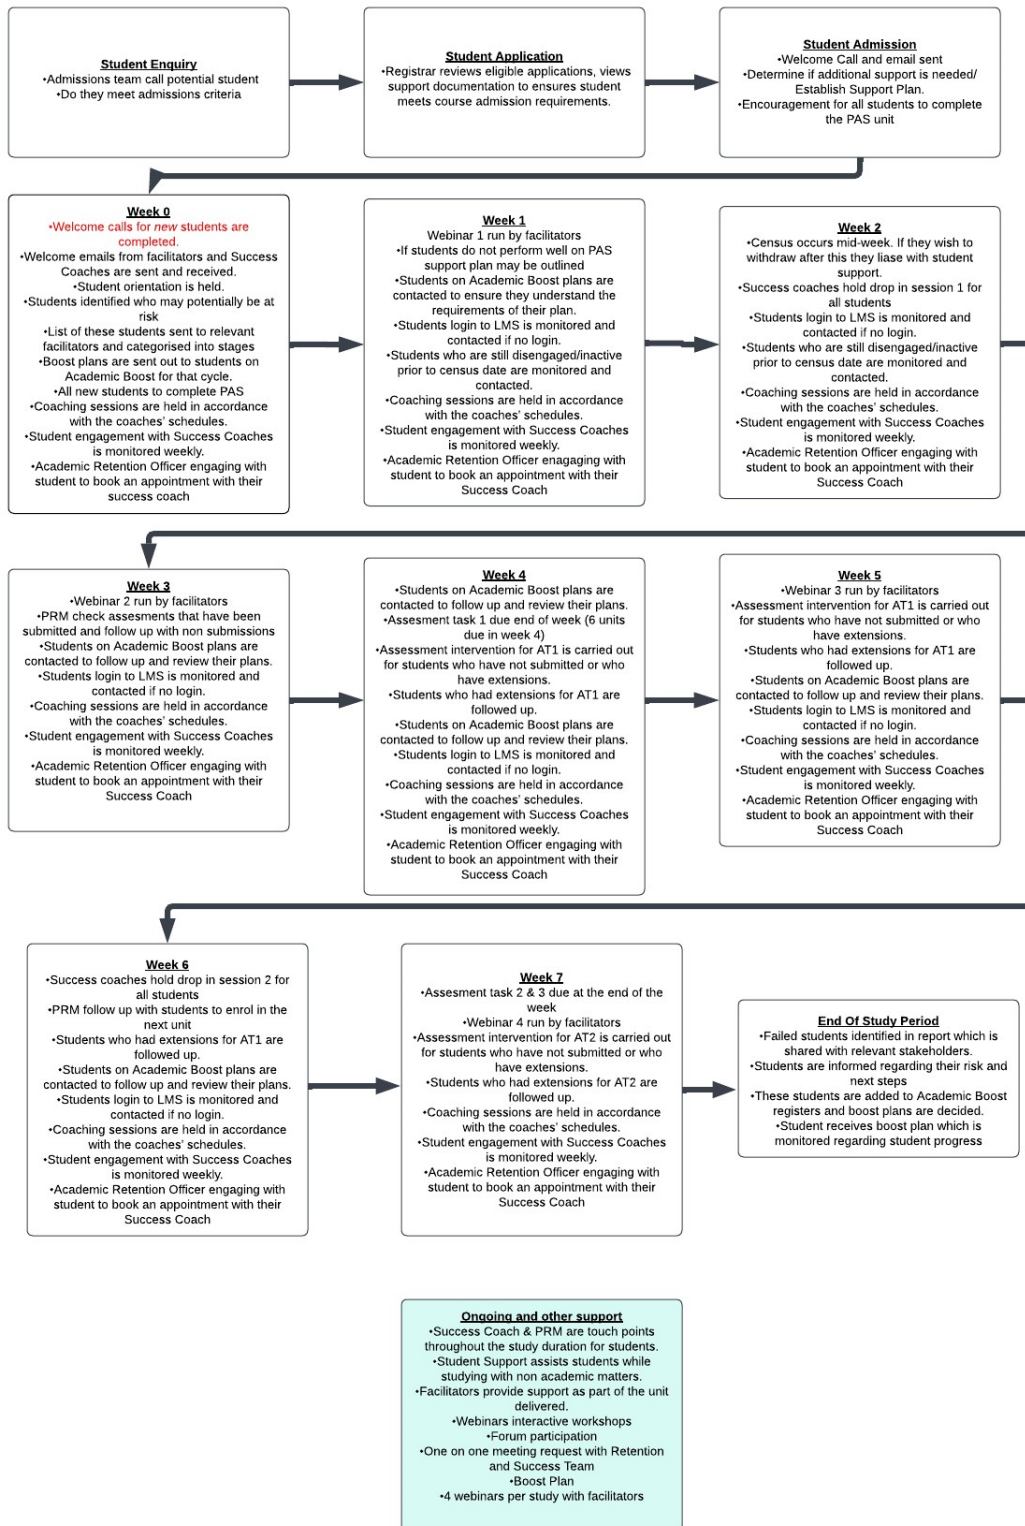 Student Enquiry
•Admissions team call potential student
•Do they meet admissions criteria
Student Application
•Registrar reviews eligible applications, views
support documentation to ensures student
meets course admission requirements.
Student Admission
•Welcome Call and email sent
•Determine if additional support is needed/
Establish Support Plan.
•Encouragement for all students to complete
the PAS unit
Week 0
•Welcome calls for new students are
completed.
•Welcome emails from facilitators and Success
Coaches are sent and received.
•Student orientation is held.
•Students identified who may potentially be at
risk
•List of these students sent to relevant
facilitators and categorised into stages
•Boost plans are sent out to students on
Academic Boost for that cycle.
•All new students to complete PAS
•Coaching sessions are held in accordance
with the coaches' schedules.
•Student engagement with Success Coaches
is monitored weekly.
•Academic Retention Officer engaging with
student to book an appointment with their
success coach
Week 1
Webinar 1 run by facilitators
•If students do not perform well on PAS
support plan may be outlined
•Students on Academic Boost plans are
contacted to ensure they understand the
requirements of their plan.
•Students login to LMS is monitored and
contacted if no login.
•Students who are still disengaged/inactive
prior to census date are monitored and
contacted.
•Coaching sessions are held in accordance
with the coaches' schedules.
•Student engagement with Success Coaches
is monitored weekly.
•Academic Retention Officer enagaging with
student to book an appointment with their
Success Coach
Week 2
•Census occurs mid-week. If they wish to
withdraw after this they liase with student
support.
•Success coaches hold drop in session 1 for
all students
•Students login to LMS is monitored and
contacted if no login.
•Students who are still disengaged/inactive
prior to census date are monitored and
contacted.
•Coaching sessions are held in accordance
with the coaches' schedules.
•Student engagement with Success Coaches
is monitored weekly.
•Academic Retention Officer engaging with
student to book an appointment with their
Success Coach
Week 3
•Webinar 2 run by facilitators
•PRM check assesments that have been
submitted and follow up with non submissions
•Students on Academic Boost plans are
contacted to follow up and review their plans.
•Students login to LMS is monitored and
contacted if no login.
•Coaching sessions are held in accordance
with the coaches' schedules.
•Student engagement with Success Coaches
is monitored weekly.
•Academic Retention Officer engaging with
student to book an appointment with their
Success Coach
Week 4
•Students on Academic Boost plans are
contacted to follow up and review their plans.
•Assesment task 1 due end of week (6 units
due in week 4)
•Assessment intervention for AT1 is carried out
for students who have not submitted or who
have extensions.
•Students who had extensions for AT1 are
followed up.
•Students on Academic Boost plans are
contacted to follow up and review their plans.
•Students login to LMS is monitored and
contacted if no login.
•Coaching sessions are held in accordance
with the coaches' schedules.
•Student engagement with Success Coaches
is monitored weekly.
•Academic Retention Officer engaging with
student to book an appointment with their
Success Coach
Week 5
•Webinar 3 run by facilitators
•Assessment intervention for AT1 is carried out
for students who have not submitted or who
have extensions.
•Students who had extensions for AT1 are
followed up.
•Students on Academic Boost plans are
contacted to follow up and review their plans.
•Students login to LMS is monitored and
contacted if no login.
•Coaching sessions are held in accordance
with the coaches' schedules.
•Student engagement with Success Coaches
is monitored weekly.
•Academic Retention Officer engaging with
student to book an appointment with their
Success Coach
Week 6
•Success coaches hold drop in session 2 for
all students
•PRM follow up with students to enrol in the
next unit
•Students who had extensions for AT1 are
followed up.
•Students on Academic Boost plans are
contacted to follow up and review their plans.
•Students login to LMS is monitored and
contacted if no login.
•Coaching sessions are held in accordance
with the coaches' schedules.
•Student engagement with Success Coaches
is monitored weekly.
•Academic Retention Officer engaging with
student to book an appointment with their
Success Coach
Week 7
•Assesment task 2 & 3 due at the end of the
week
•Webinar 4 run by facilitators
•Assessment intervention for AT2 is carried out
for students who have not submitted or who
have extensions.
•Students who had extensions for AT2 are
followed up.
•Coaching sessions are held in accordance
with the coaches' schedules.
•Student engagement with Success Coaches
is monitored weekly.
•Academic Retention Officer engaging with
student to book an appointment with their
Success Coach
End Of Study Period
•Failed students identified in report which is
shared with relevant stakeholders.
•Students are informed regarding their risk and
next steps
•These students are added to Academic Boost
registers and boost plans are decided.
•Student receives boost plan which is
monitored regarding student progress
Ongoing and other support
•Success Coach & PRM are touch points
throughout the study duration for students.
•Student Support assists students while
studying with non academic matters.
•Facilitators provide support as part of the unit
delivered.
•Webinars interactive workshops
•Forum participation
•One on one meeting request with Retention
and Success Team
•Boost Plan
•4 webinars per study with facilitators